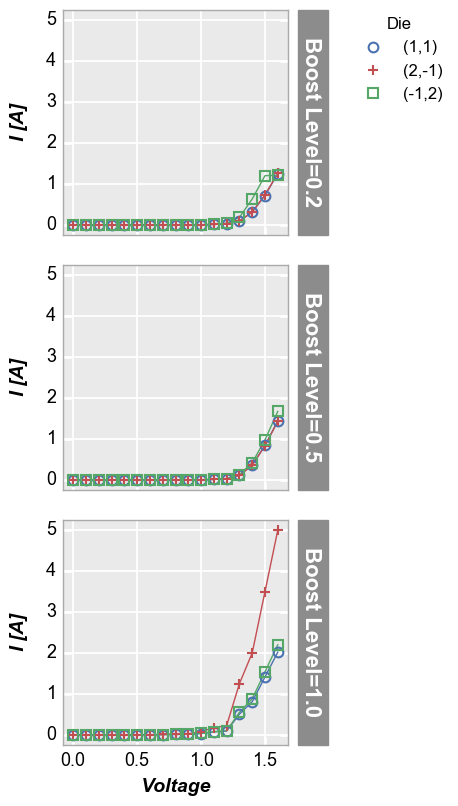 Die
(1,1)
(2,-1)
(-1,2)
5
4
3
2
1
0
I [A]
Boost Level=0.2
5
4
3
2
1
0
I [A]
Boost Level=0.5
5
4
3
2
1
0
I [A]
Boost Level=1.0
0.0 0.5 1.0 1.5
Voltage